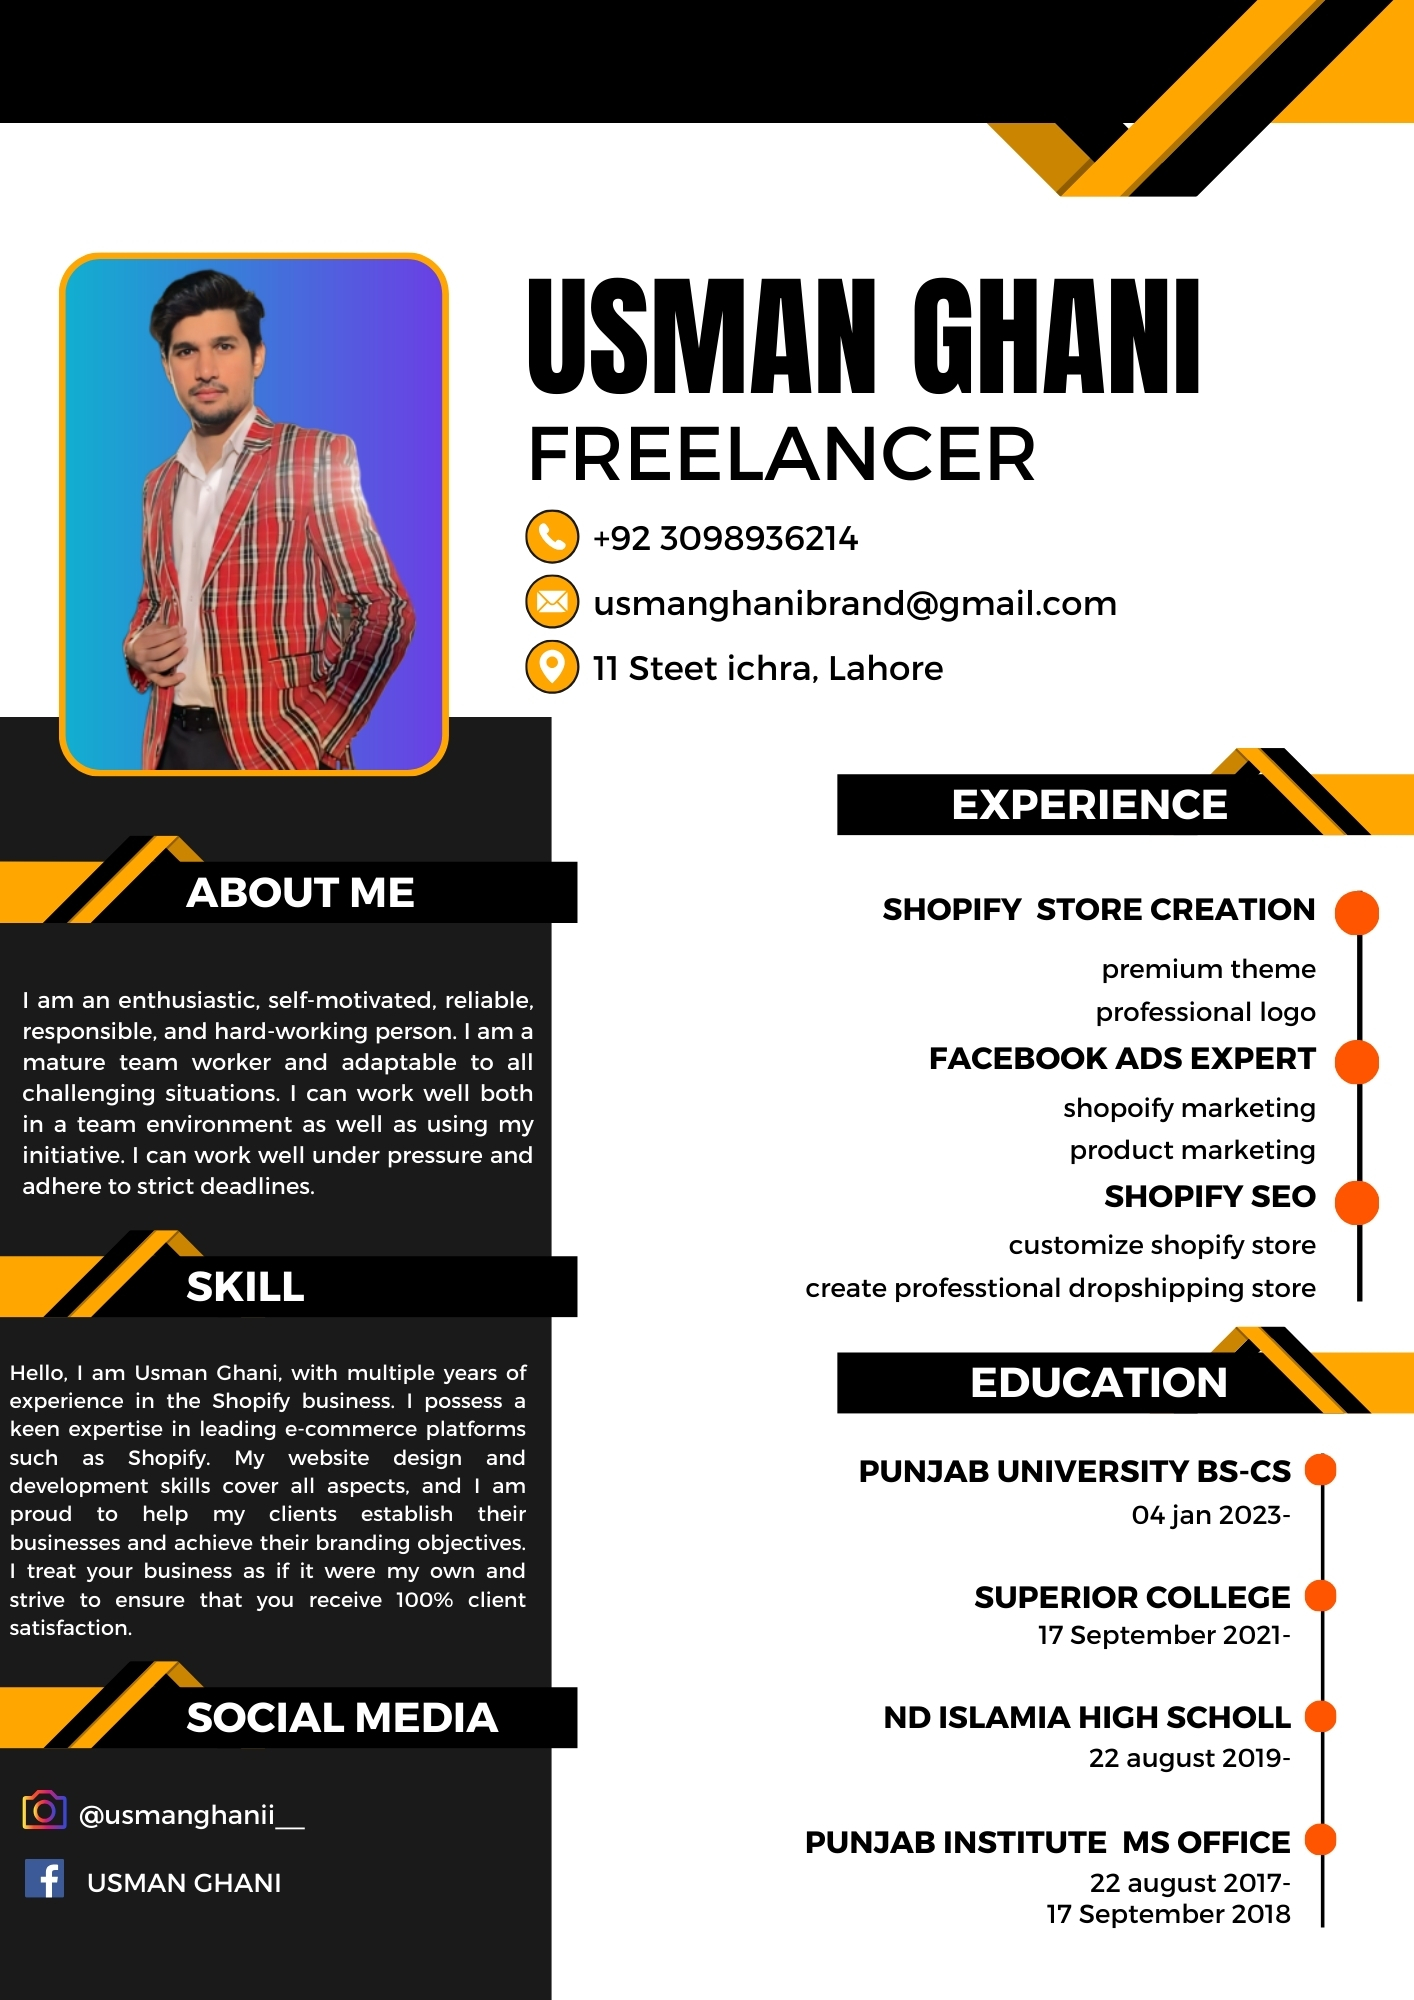 USMAN GHANI
FREELANCER
+92 3098936214
usmanghanibrand@gmail.com
11 Steet ichra, Lahore
ABOUT ME
I am an enthusiastic, self-motivated, reliable,
responsible, and hard-working person. I am a
mature team worker and adaptable to all
challenging situations. I can work well both
in a team environment as well as using my
initiative. I can work well under pressure and
adhere to strict deadlines.
SKILL
Hello, I am Usman Ghani, with multiple years of
experience in the Shopify business. I possess a
keen expertise in leading e-commerce platforms
such as Shopify. My website design and
development skills cover all aspects, and I am
proud to help my clients establish their
businesses and achieve their branding objectives.
I treat your business as if it were my own and
strive to ensure that you receive 100% client
satisfaction.
SOCIAL MEDIA
@usmanghanii__
USMAN GHANI
EXPERIENCE
SHOPIFY  STORE CREATION
premium theme
professional logo
FACEBOOK ADS EXPERT
shopoify marketing
product marketing
SHOPIFY SEO
customize shopify store
create professtional dropshipping store
EDUCATION
PUNJAB UNIVERSITY BS-CS
04 jan 2023-
SUPERIOR COLLEGE
17 September 2021-
ND ISLAMIA HIGH SCHOLL
22 august 2019-
PUNJAB INSTITUTE  MS OFFICE
22 august 2017-
17 September 2018